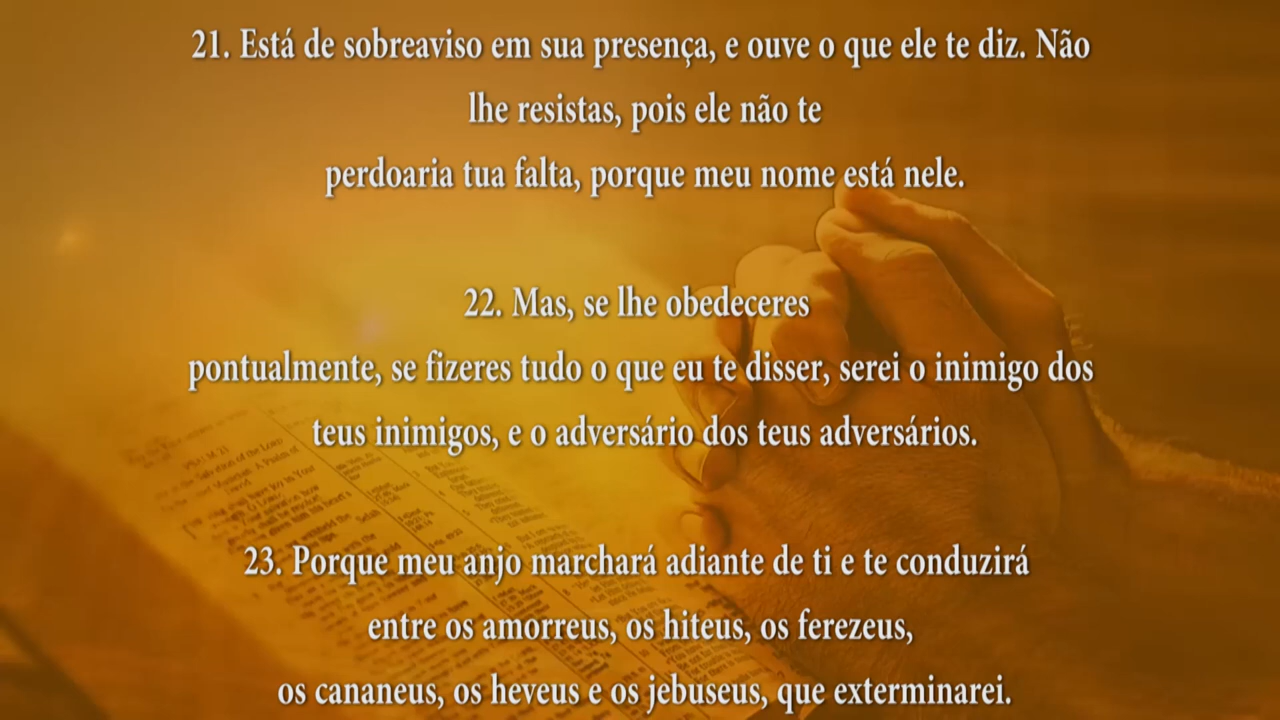 21. Está de sobreaviso em sua presença, e ouve o que ele te diz. Não
lhe resistas, pois ele não te
perdoaria tua falta, porque meu nome está nele.
22. Mas, se lhe obedeceres
pontualmente, se fizeres tudo o que eu te disser, serei o inimigo dos
teus inimigos, e o adversário dos teus adversários.
23. Porque meu anjo marchará adiante de ti e te conduzirá
entre os amorreus, os hiteus, os ferezeus,
os cananeus, os heveus e os jebuseus, que exterminarei.